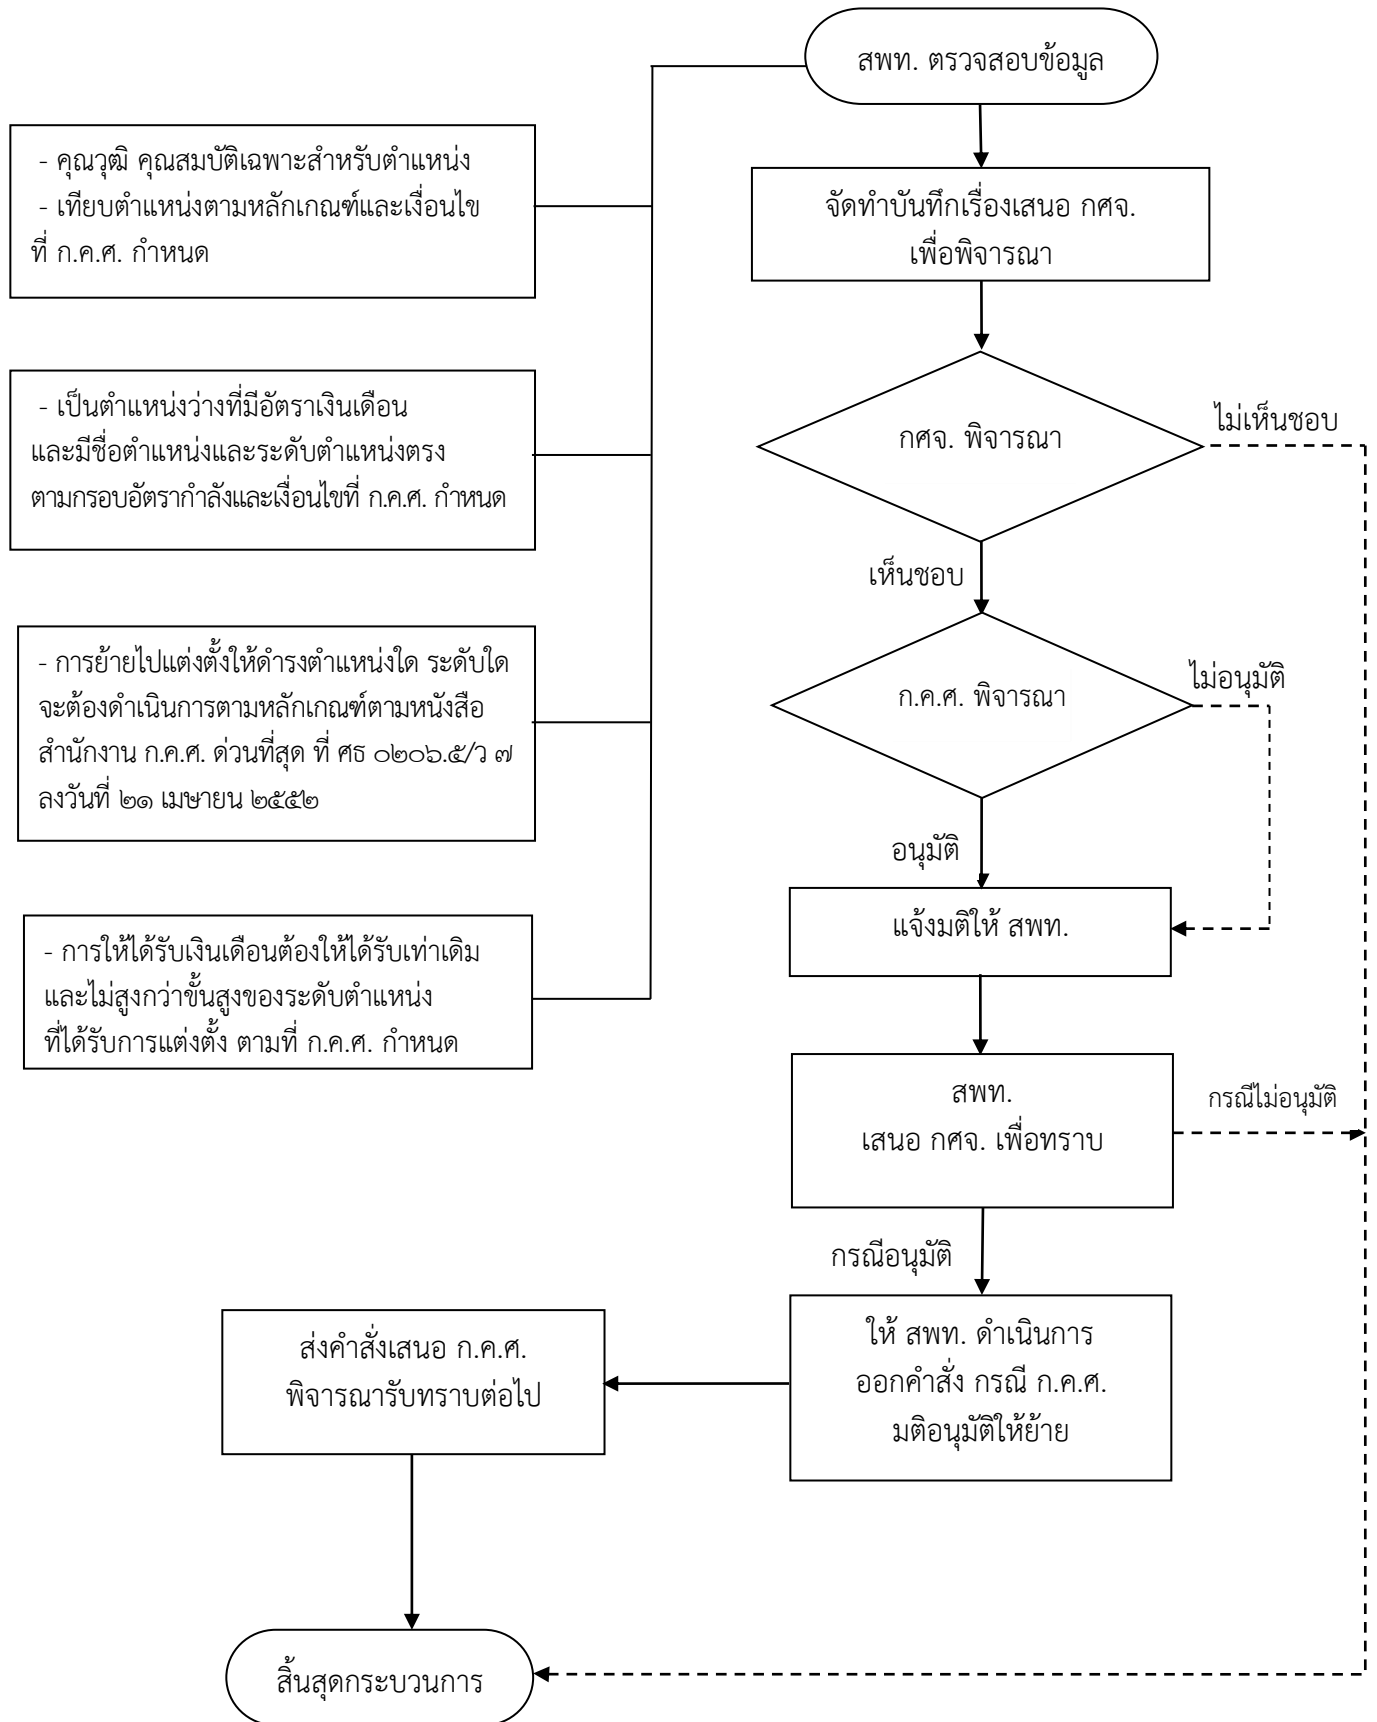 สพท. ตรวจสอบข้อมูล
- คุณวุฒิ คุณสมบัติเฉพาะสำหรับตำแหน่ง
- เทียบตำแหน่งตามหลักเกณฑ์และเงื่อนไข
ที่ ก.ค.ศ. กำหนด
จัดทำบันทึกเรื่องเสนอ กศจ.
เพื่อพิจารณา
- เป็นตำแหน่งว่างที่มีอัตราเงินเดือน
และมีชื่อตำแหน่งและระดับตำแหน่งตรง
ตามกรอบอัตรากำลังและเงื่อนไขที่ ก.ค.ศ. กำหนด
กศจ. พิจารณา
ไม่เห็นชอบ
เห็นชอบ
- การย้ายไปแต่งตั้งให้ดำรงตำแหน่งใด ระดับใด
จะต้องดำเนินการตามหลักเกณฑ์ตามหนังสือ
สำนักงาน ก.ค.ศ. ด่วนที่สุด ที่ ศธ ๐๒๐๖.๕/ว ๗
ลงวันที่ ๒๑ เมษายน ๒๕๕๒
ก.ค.ศ. พิจารณา
ไม่อนุมัติ
อนุมัติ
แจ้งมติให้ สพท.
- การให้ได้รับเงินเดือนต้องให้ได้รับเท่าเดิม
และไม่สูงกว่าขั้นสูงของระดับตำแหน่ง
ที่ได้รับการแต่งตั้ง ตามที่ ก.ค.ศ. กำหนด
สพท.
เสนอ กศจ. เพื่อทราบ
กรณีไม่อนุมัติ
กรณีอนุมัติ
ให้ สพท. ดำเนินการ
ออกคำสั่ง กรณี ก.ค.ศ.
มติอนุมัติให้ย้าย
ส่งคำสั่งเสนอ ก.ค.ศ.
พิจารณารับทราบต่อไป
สิ้นสุดกระบวนการ